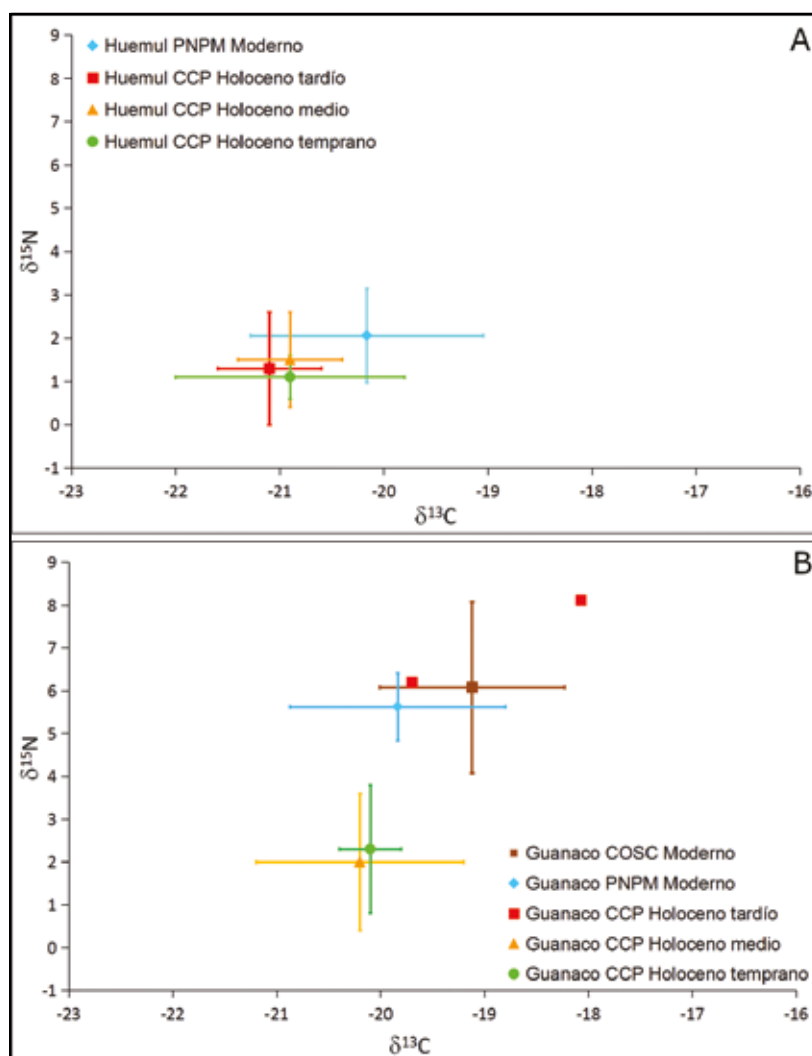 A
Huemul PNPM Moderno
Huemul CCP Holoceno tardío
Huemul CCP Holoceno medio
Huemul CCP Holoceno temprano
9
8
7
6
5
4
3
2
1
0
-1
δ15N
-23 -22 -21 -20 -19 -18 -17 -16
δ13C
B
9
8
7
6
5
4
3
2
1
0
-1
δ15N
Guanaco COSC Moderno
Guanaco PNPM Moderno
Guanaco CCP Holoceno tardío
Guanaco CCP Holoceno medio
Guanaco CCP Holoceno temprano
-23 -22 -21 -20 -19 -18 -17 -16
δ13C